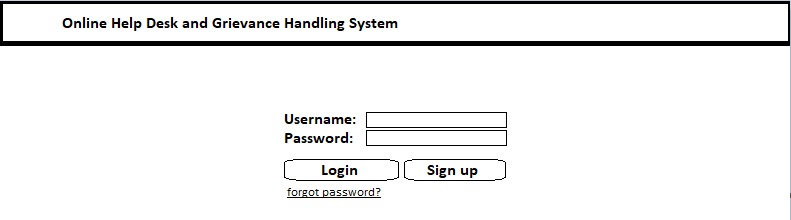 Online Help Desk and Grievance Handling System
Username:
Password:
Login Sign up
forgot password?